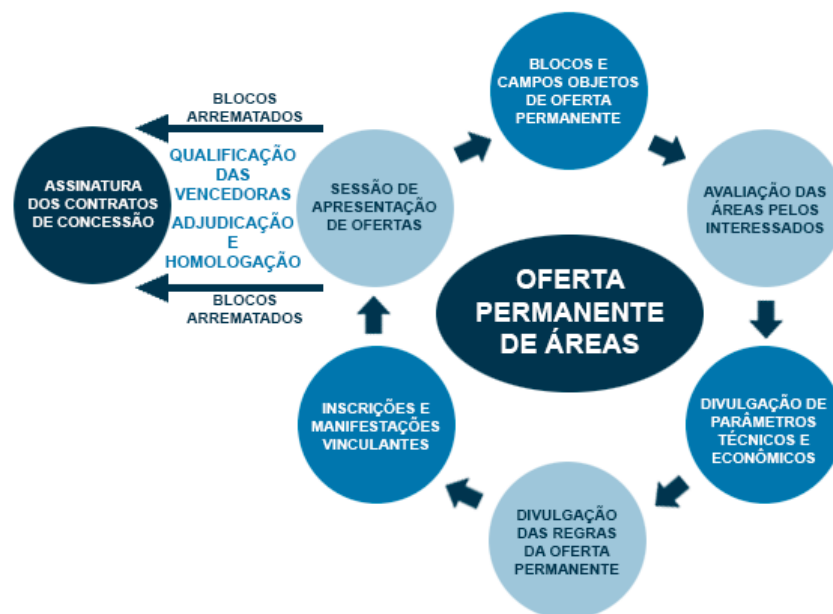 BLOCOS E
CAMPOS OBJETOS
DE OFERTA
PERMANENTE
BLOCOS
ARREMATADOS
ASSINATURA
DOS CONTRATOS
DE CONCESSÃO
QUALIFICAÇÃO
DAS
VENCEDORAS
ADJUDICAÇÃO
E
HOMOLOGAÇÃO
BLOCOS
ARREMATADOS
SESSÃO DE
APRESENTAÇÃO
DE OFERTAS
AVALIAÇÃO DAS
ÁREAS PELOS
INTERESSADOS
OFERTA
PERMANENTE
DE ÁREAS
INSCRIÇÕES E
MANIFESTAÇÕES
VINCULANTES
DIVULGAÇÃO DE
PARÂMETROS
TÉCNICOS E
ECONÔMICOS
DIVULGAÇÃO
DAS REGRAS
DA OFERTA
PERMANENTE